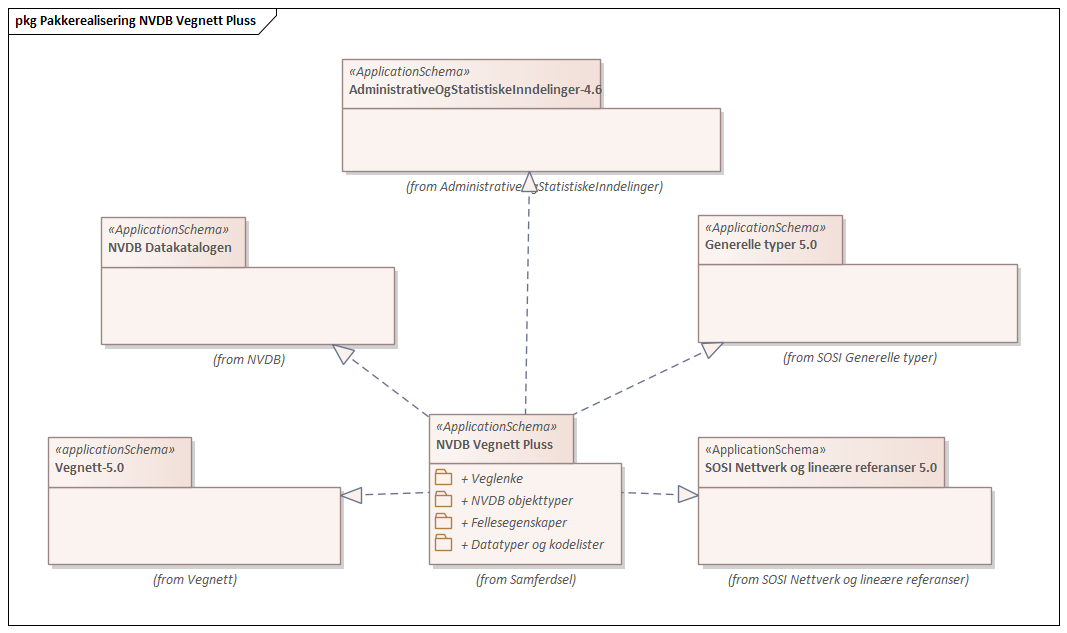 pkg Pakkerealisering NVDB Vegnett Pluss
«ApplicationSchema»
AdministrativeOgStatistiskeInndelinger-4.6
(from AdministrativeOgStatistiskeInndelinger)
«ApplicationSchema»
NVDB Datakatalogen
(from NVDB)
«ApplicationSchema»
Generelle typer 5.0
(from SOSI Generelle typer)
«applicationSchema»
Vegnett-5.0
(from Vegnett)
«ApplicationSchema»
NVDB Vegnett Pluss
+ Veglenke
+ NVDB objekttyper
+ Fellesegenskaper
+ Datatyper og kodelister
(from Samferdsel)
«ApplicationSchema»
SOSI Nettverk og lineære referanser 5.0
(from SOSI Nettverk og lineære referanser)